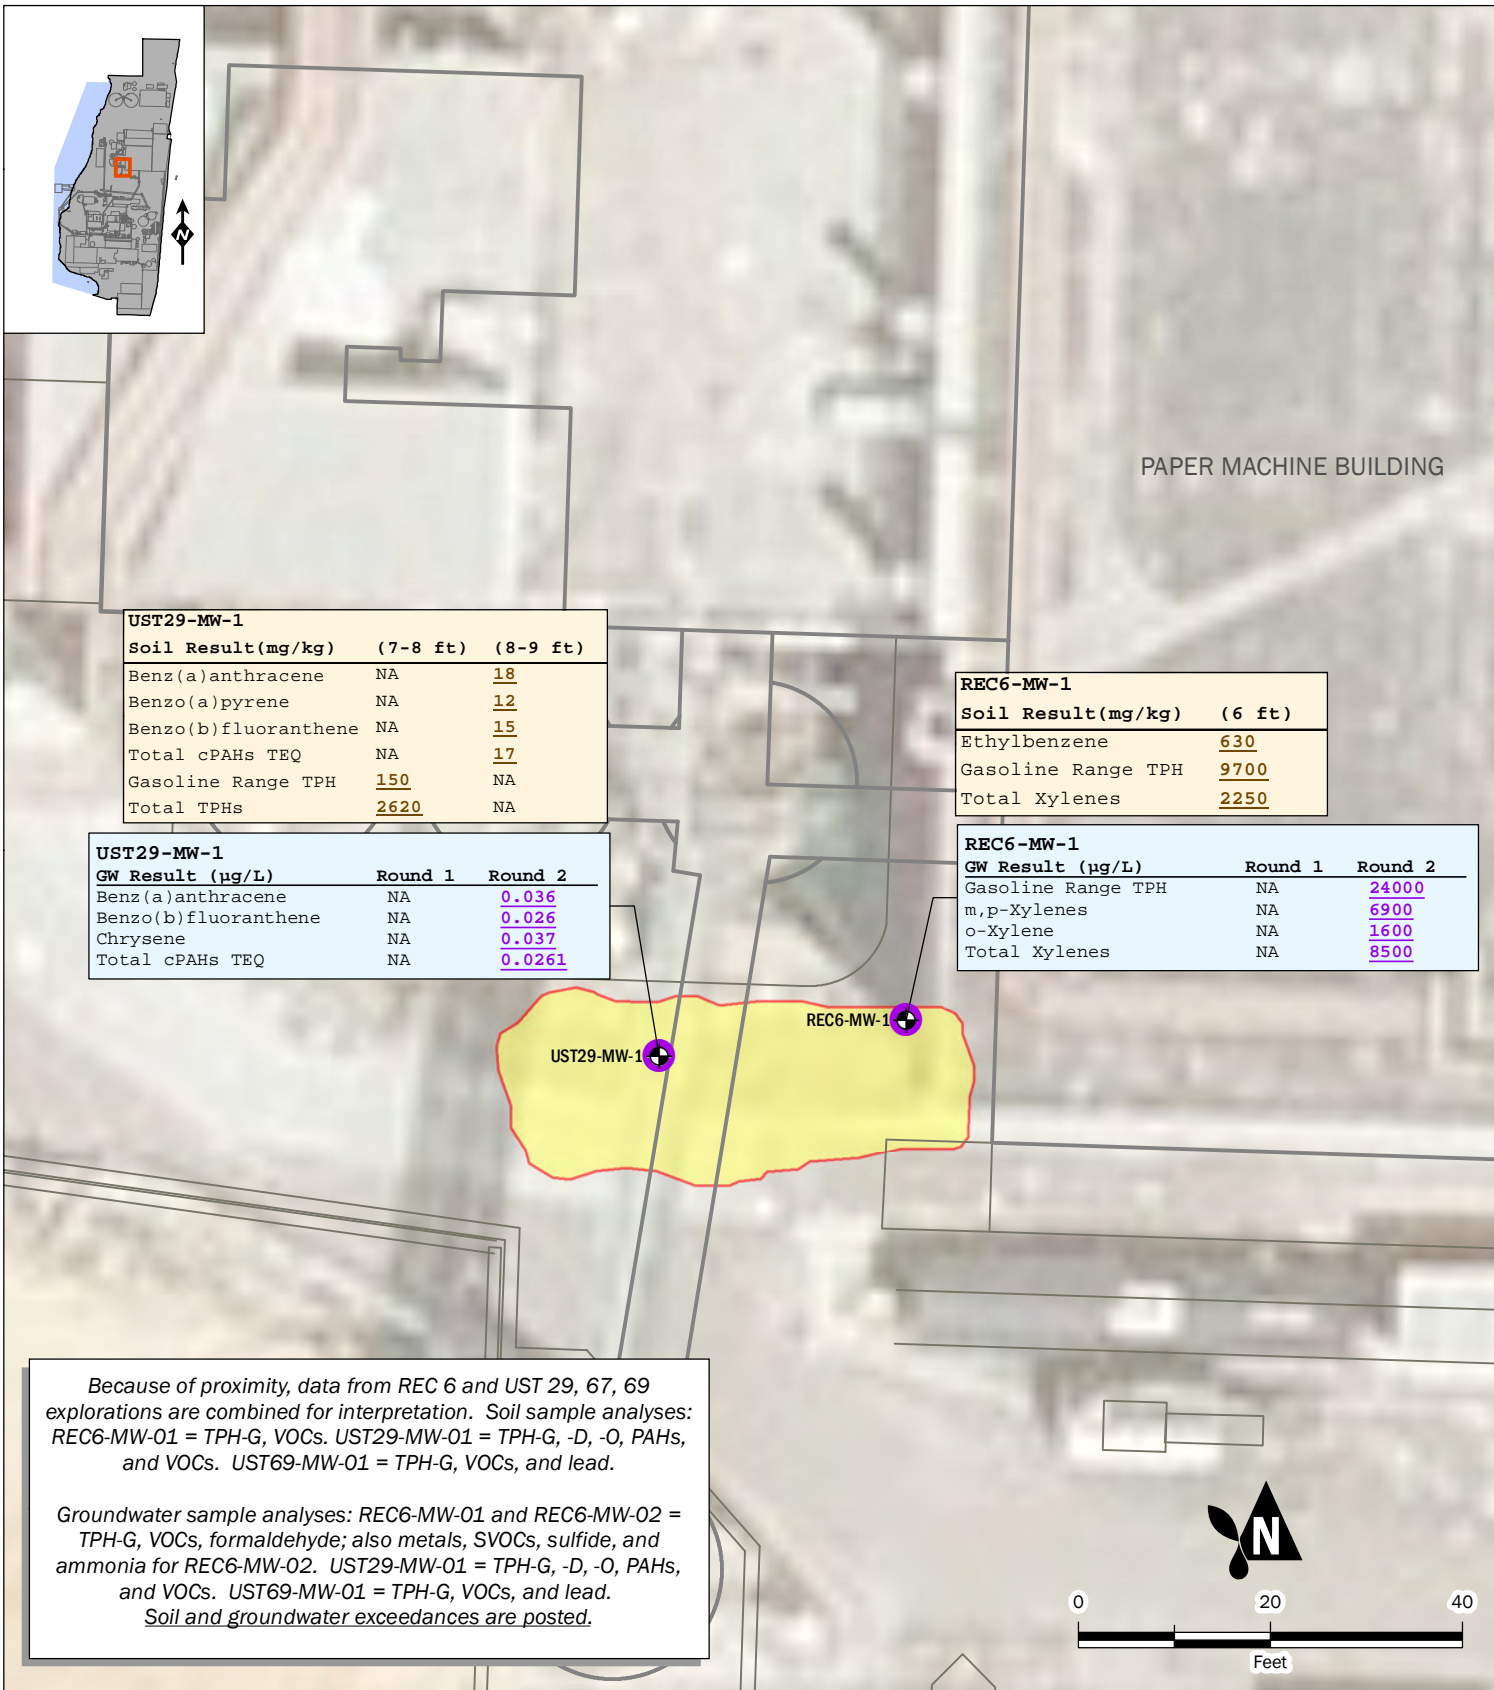 N
PAPER MACHINE BUILDING
UST29-MW-1
Soil Result(mg/kg) (7-8 ft) (8-9 ft)
Benz(a)anthracene NA 18
Benzo(a)pyrene NA 12
Benzo(b)fluoranthene NA 15
Total cPAHs TEQ NA 17
Gasoline Range TPH 150 NA
Total TPHs 2620 NA
REC6-MW-1
Soil Result(mg/kg) (6 ft)
Ethylbenzene 630
Gasoline Range TPH 9700
Total Xylenes 2250
UST29-MW-1
GW Result (µg/L) Round 1 Round 2
Benz(a)anthracene NA 0.036
Benzo(b)fluoranthene NA 0.026
Chrysene NA 0.037
Total cPAHs TEQ NA 0.0261
REC6-MW-1
GW Result (µg/L) Round 1 Round 2
Gasoline Range TPH NA 24000
m,p-Xylenes NA 6900
o-Xylene NA 1600
Total Xylenes NA 8500
REC6-MW-1
UST29-MW-1
Because of proximity, data from REC 6 and UST 29, 67, 69
explorations are combined for interpretation. Soil sample analyses:
REC6-MW-01 = TPH-G, VOCs. UST29-MW-01 = TPH-G, -D, -O, PAHs,
and VOCs. UST69-MW-01 = TPH-G, VOCs, and lead.
Groundwater sample analyses: REC6-MW-01 and REC6-MW-02 =
TPH-G, VOCs, formaldehyde; also metals, SVOCs, sulfide, and
ammonia for REC6-MW-02. UST29-MW-01 = TPH-G, -D, -O, PAHs,
and VOCs. UST69-MW-01 = TPH-G, VOCs, and lead.
Soil and groundwater exceedances are posted.
N
0 20 40
Feet